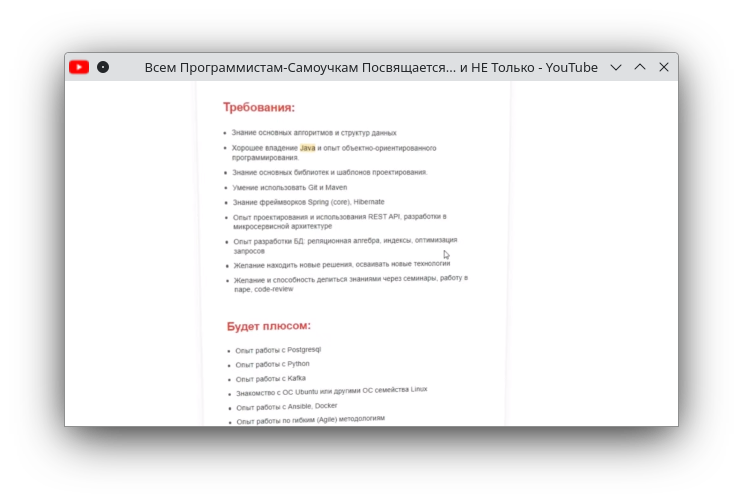 Всем Программистам-Самоучкам Посвящается... и НЕ Только - YouTube
Требования:
• Знание основных алгоритмов и структур данных
• Хорошее владение Java и опыт объектно-ориентированного
программирования.
• Знание основных библиотек и шаблонов проектирования.
• Умение использовать Git и Maven
• Знание фреймворков Spring (core), Hibernate
• Опыт проектирования и использования REST API, разработки в
микросервисной архитектуре
• Опыт разработки БД: реляционная алгебра, индексы, оптимизация
запросов
• Желание находить новые решения, осваивать новые технологии
• Желание и способность делиться знаниями через семинары, работу в
паре, code-review
Будет плюсом:
• Опыт работы с Postgresql
• Опыт работы с Python
• Опыт работы с Kafka
• Знакомство с ОС Ubuntu или другими ОС семейства Linux
• Опыт работы с Ansible, Docker
• Опыт работы по гибким (Agile) методологиям